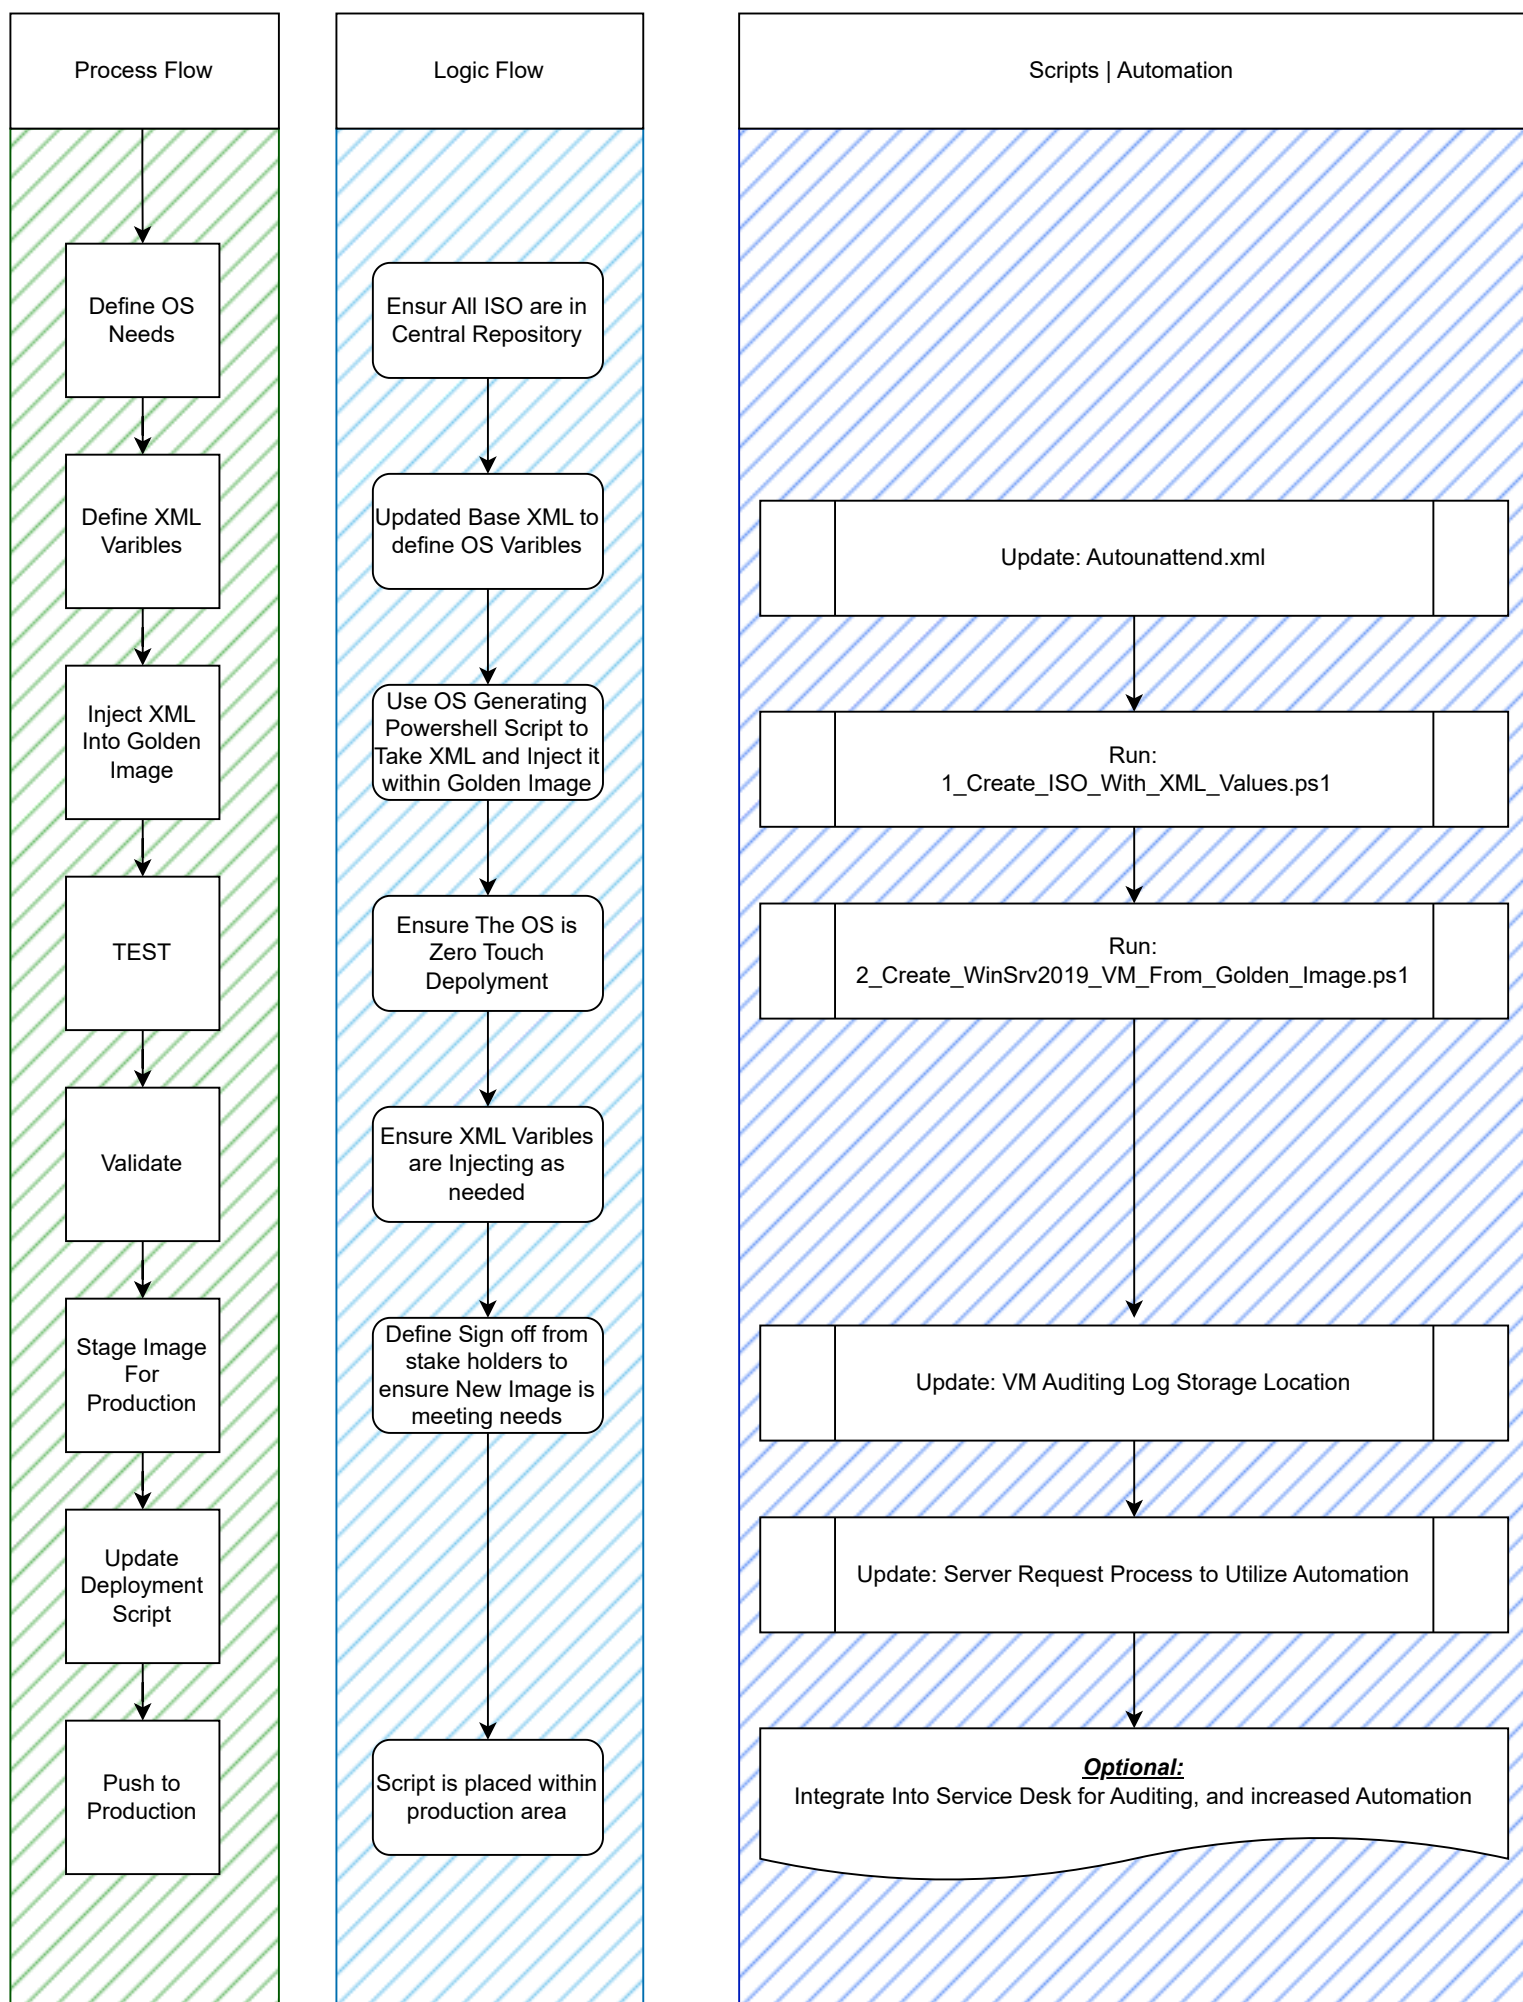 Process Flow
Logic Flow
Scripts | Automation
Define OS
Needs
Define XML
Varibles
Inject XML
Into Golden
Image
TEST
Validate
Stage Image
For
Production
Update
Deployment
Script
Push to
Production
Ensur All ISO are in
Central Repository
Updated Base XML to
define OS Varibles
Use OS Generating
Powershell Script to
Take XML and Inject it
within Golden Image
Ensure The OS is
Zero Touch
Depolyment
Ensure XML Varibles
are Injecting as
needed
Define Sign off from
stake holders to
ensure New Image is
meeting needs
Script is placed within
production area
Update: Autounattend.xml
Run:
1_Create_ISO_With_XML_Values.ps1
Run:
2_Create_WinSrv2019_VM_From_Golden_Image.ps1
Update: VM Auditing Log Storage Location
Update: Server Request Process to Utilize Automation
Optional:
Integrate Into Service Desk for Auditing, and increased Automation